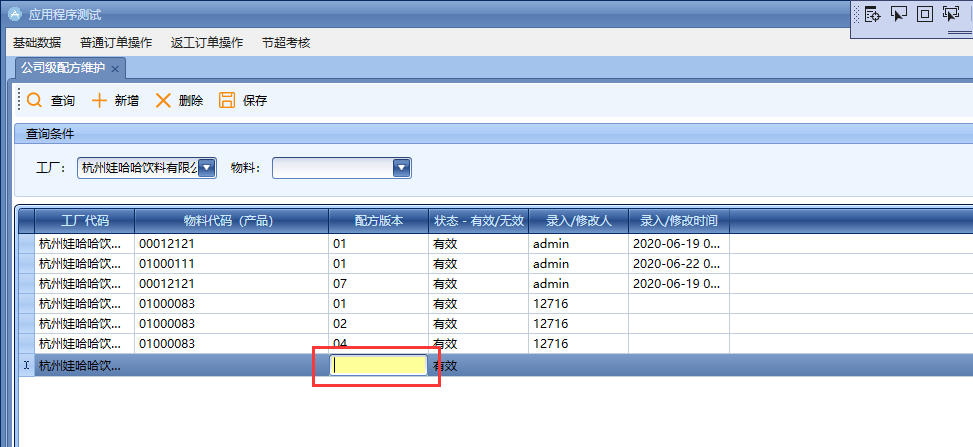 应用程序测试
基础数据 普通订单操作 返工订单操作 节超考核
公司级配方维护
查询 新增 删除 保存
查询条件
工厂： 杭州娃哈哈饮料有限公 物料：
工厂代码 物料代码（产品） 配方版本 状态 - 有效/无效 录入/修改人 录入/修改时间
杭州娃哈哈饮... 00012121 01 有效 admin 2020-06-19 0...
杭州娃哈哈饮... 01000111 01 有效 admin 2020-06-22 0...
杭州娃哈哈饮... 00012121 07 有效 admin 2020-06-19 0...
杭州娃哈哈饮... 01000083 01 有效 12716
杭州娃哈哈饮... 01000083 02 有效 12716
杭州娃哈哈饮... 01000083 04 有效 12716
杭州娃哈哈饮... 有效